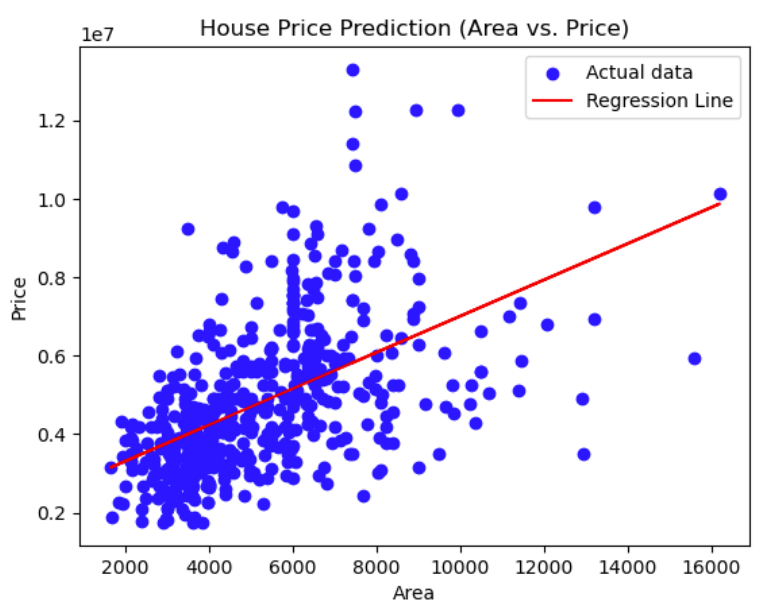 House Price Prediction (Area vs. Price)
1e7
Actual data
Regression Line
1.2
1.0
0.8
0.6
0.4
0.2
Price
2000 4000 6000 8000 10000 12000 14000 16000
Area